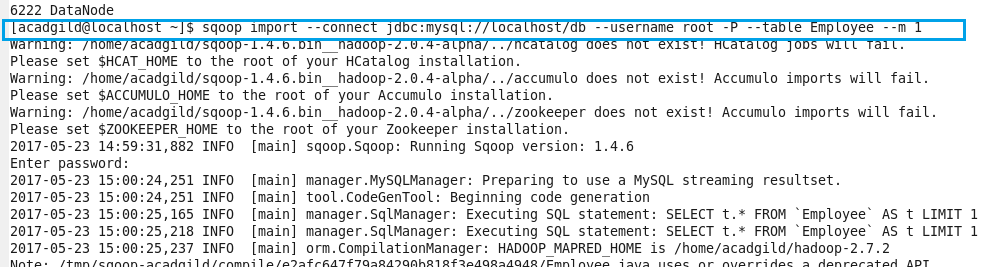 6222 DataNode
[acadgild@localhost ~]$ sqoop import --connect jdbc:mysql://localhost/db --username root -P --table Employee --m 1
Warning: /home/acadgild/sqoop-1.4.6.bin__hadoop-2.0.4-alpha/../hcatalog does not exist! HCatalog jobs will fail.
Please set $HCAT_HOME to the root of your HCatalog installation.
Warning: /home/acadgild/sqoop-1.4.6.bin__hadoop-2.0.4-alpha/../accumulo does not exist! Accumulo imports will fail.
Please set $ACCUMULO_HOME to the root of your Accumulo installation.
Warning: /home/acadgild/sqoop-1.4.6.bin__hadoop-2.0.4-alpha/../zookeeper does not exist! Accumulo imports will fail.
Please set $ZOOKEEPER_HOME to the root of your Zookeeper installation.
2017-05-23 14:59:31,882 INFO  [main] sqoop.Sqoop: Running Sqoop version: 1.4.6
Enter password:
2017-05-23 15:00:24,251 INFO  [main] manager.MySQLManager: Preparing to use a MySQL streaming resultset.
2017-05-23 15:00:24,251 INFO  [main] tool.CodeGenTool: Beginning code generation
2017-05-23 15:00:25,165 INFO  [main] manager.SqlManager: Executing SQL statement: SELECT t.* FROM `Employee` AS t LIMIT 1
2017-05-23 15:00:25,218 INFO  [main] manager.SqlManager: Executing SQL statement: SELECT t.* FROM `Employee` AS t LIMIT 1
2017-05-23 15:00:25,237 INFO  [main] orm.CompilationManager: HADOOP_MAPRED_HOME is /home/acadgild/hadoop-2.7.2
Note: /tmp/sqoop-acadgild/compile/e2afc647f79a84290b818f3e498a4948/Employee.java uses or overrides a deprecated API.